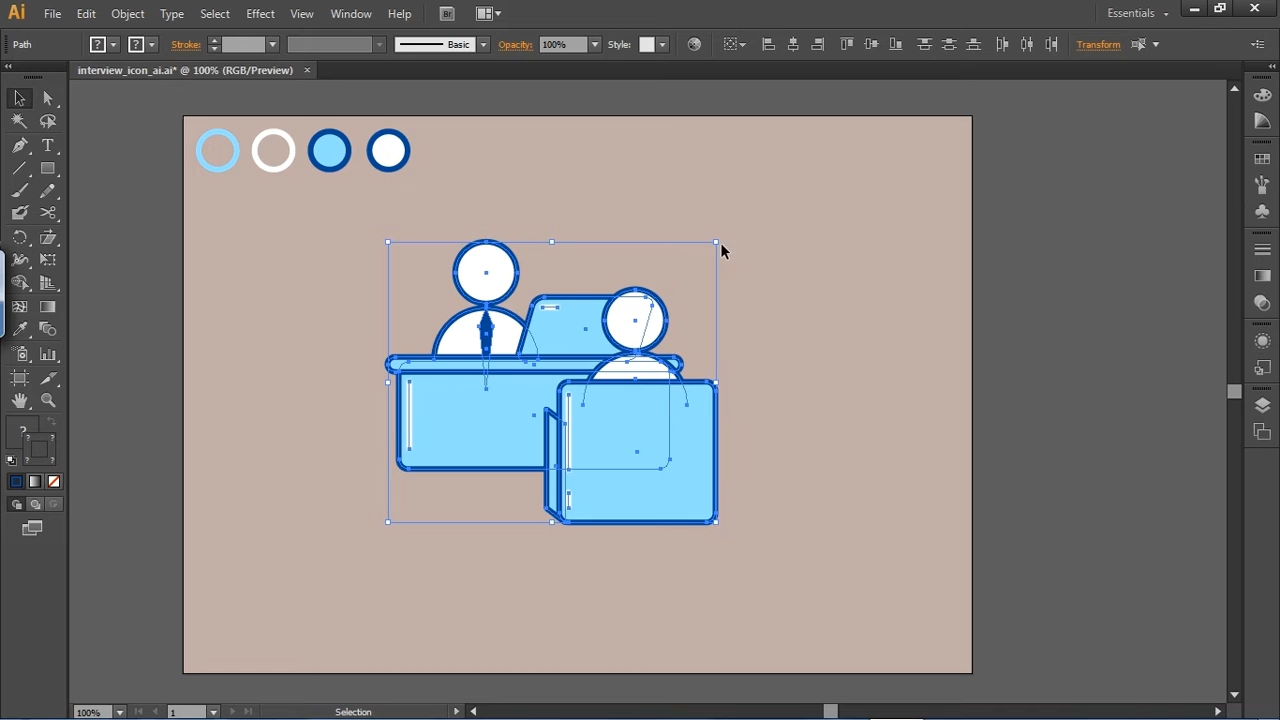 Ai File Edit Object Type Select Effect View Window Help Br Essentials
Path ? ? Stroke: Basic Opacity: 100% Style: Transform
interview_icon_ai.ai* @ 100% (RGB/Preview) ×
T
?
?
100% 1 Selection